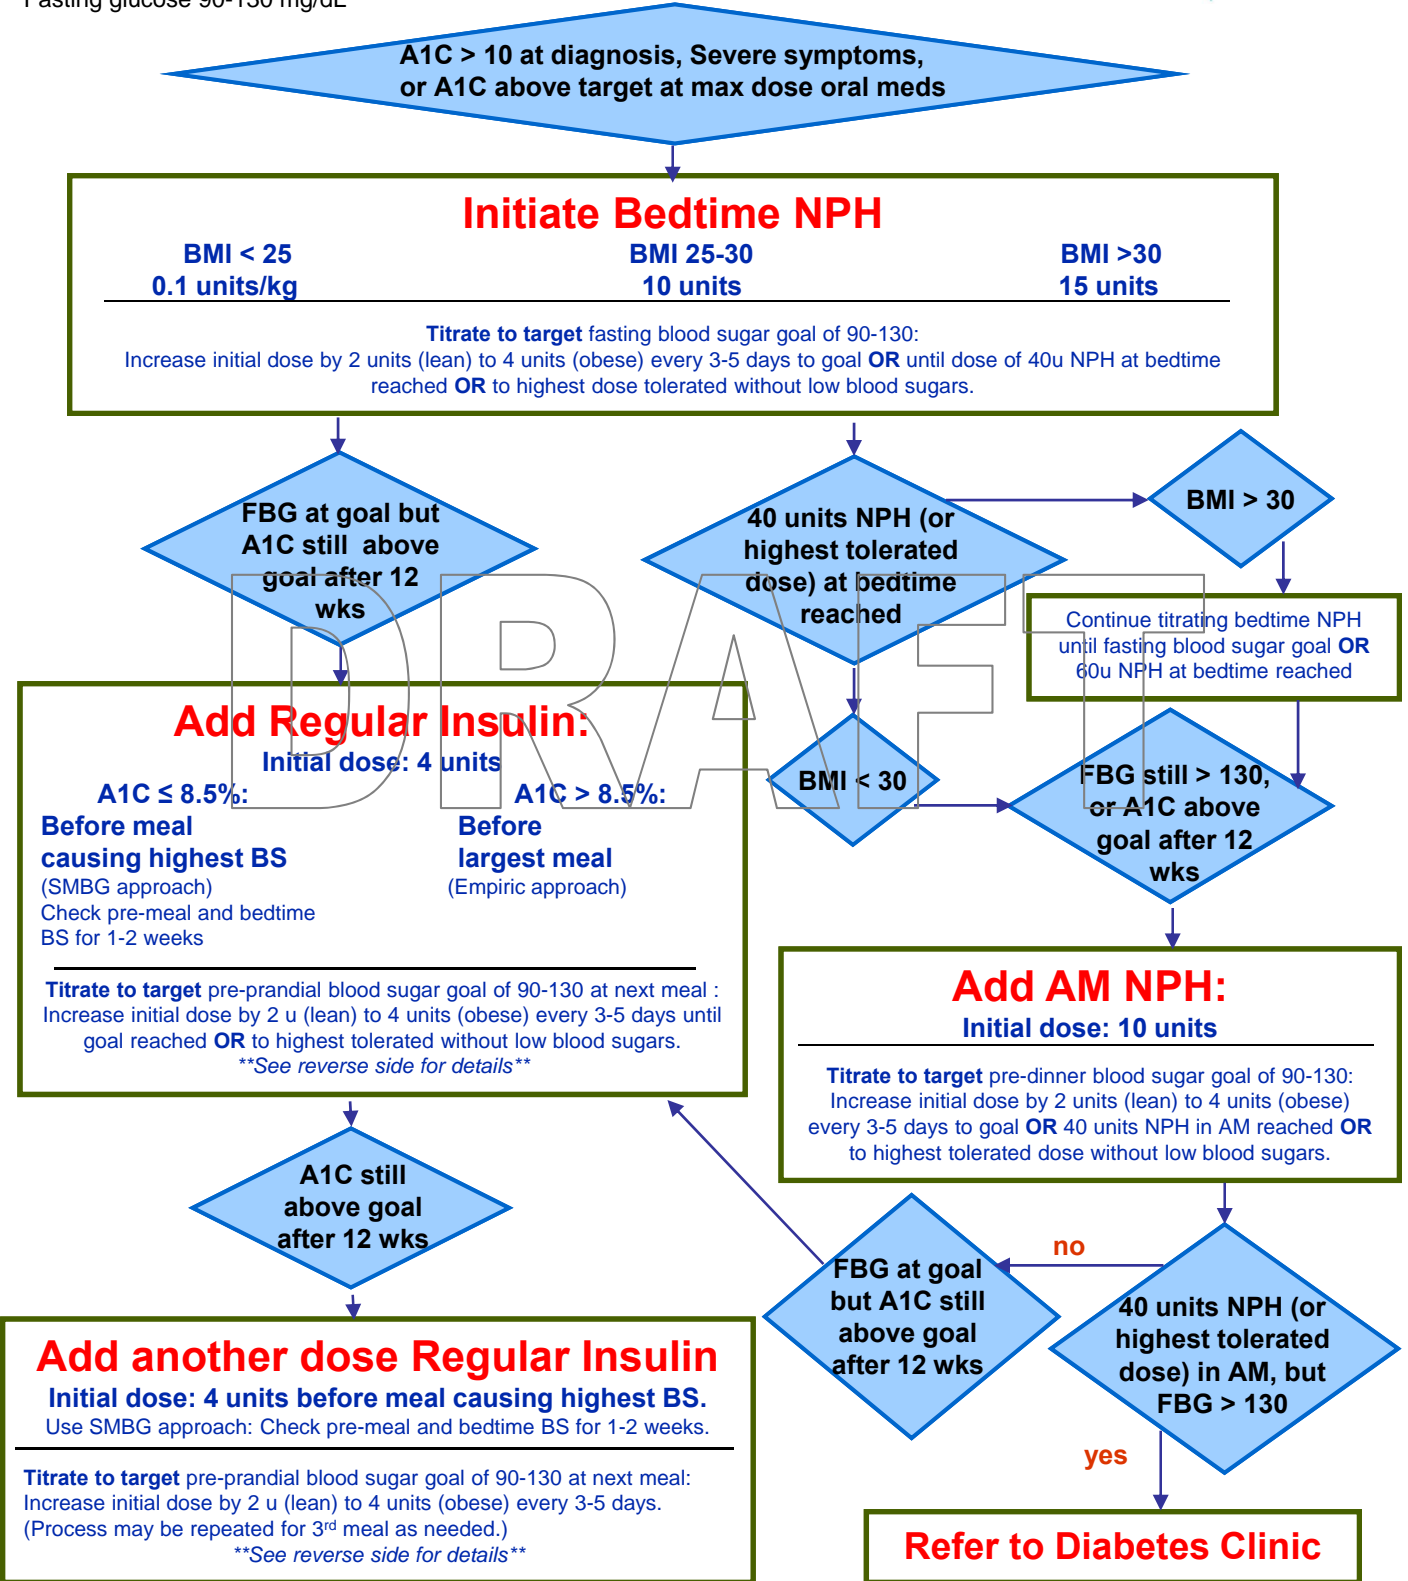 Fasting glucose 90-130 mg/dL
A1C > 10 at diagnosis, Severe symptoms,
or A1C above target at max dose oral meds
Initiate Bedtime NPH
BMI < 25
0.1 units/kg
BMI 25-30
10 units
BMI >30
15 units
Titrate to target fasting blood sugar goal of 90-130:
Increase initial dose by 2 units (lean) to 4 units (obese) every 3-5 days to goal OR until dose of 40u NPH at bedtime
reached OR to highest dose tolerated without low blood sugars.
FBG at goal but
A1C still above
goal after 12
wks
40 units NPH (or
highest tolerated
dose) at bedtime
reached
BMI > 30
Continue titrating bedtime NPH
until fasting blood sugar goal OR
60u NPH at bedtime reached
DRAFT
BMI < 30
FBG still > 130,
or A1C above
goal after 12
wks
Add Regular Insulin:
Initial dose: 4 units
A1C ≤ 8.5%:
Before meal
causing highest BS
(SMBG approach)
Check pre-meal and bedtime
BS for 1-2 weeks
A1C > 8.5%:
Before
largest meal
(Empiric approach)
Titrate to target pre-prandial blood sugar goal of 90-130 at next meal :
Increase initial dose by 2 u (lean) to 4 units (obese) every 3-5 days until
goal reached OR to highest tolerated without low blood sugars.
**See reverse side for details**
Add AM NPH:
Initial dose: 10 units
Titrate to target pre-dinner blood sugar goal of 90-130:
Increase initial dose by 2 units (lean) to 4 units (obese)
every 3-5 days to goal OR 40 units NPH in AM reached OR
to highest tolerated dose without low blood sugars.
A1C still
above goal
after 12 wks
no
FBG at goal
but A1C still
above goal
after 12 wks
40 units NPH (or
highest tolerated
dose) in AM, but
FBG > 130
yes
Add another dose Regular Insulin
Initial dose: 4 units before meal causing highest BS.
Use SMBG approach: Check pre-meal and bedtime BS for 1-2 weeks.
Titrate to target pre-prandial blood sugar goal of 90-130 at next meal:
Increase initial dose by 2 u (lean) to 4 units (obese) every 3-5 days.
(Process may be repeated for 3rd meal as needed.)
**See reverse side for details**
Refer to Diabetes Clinic